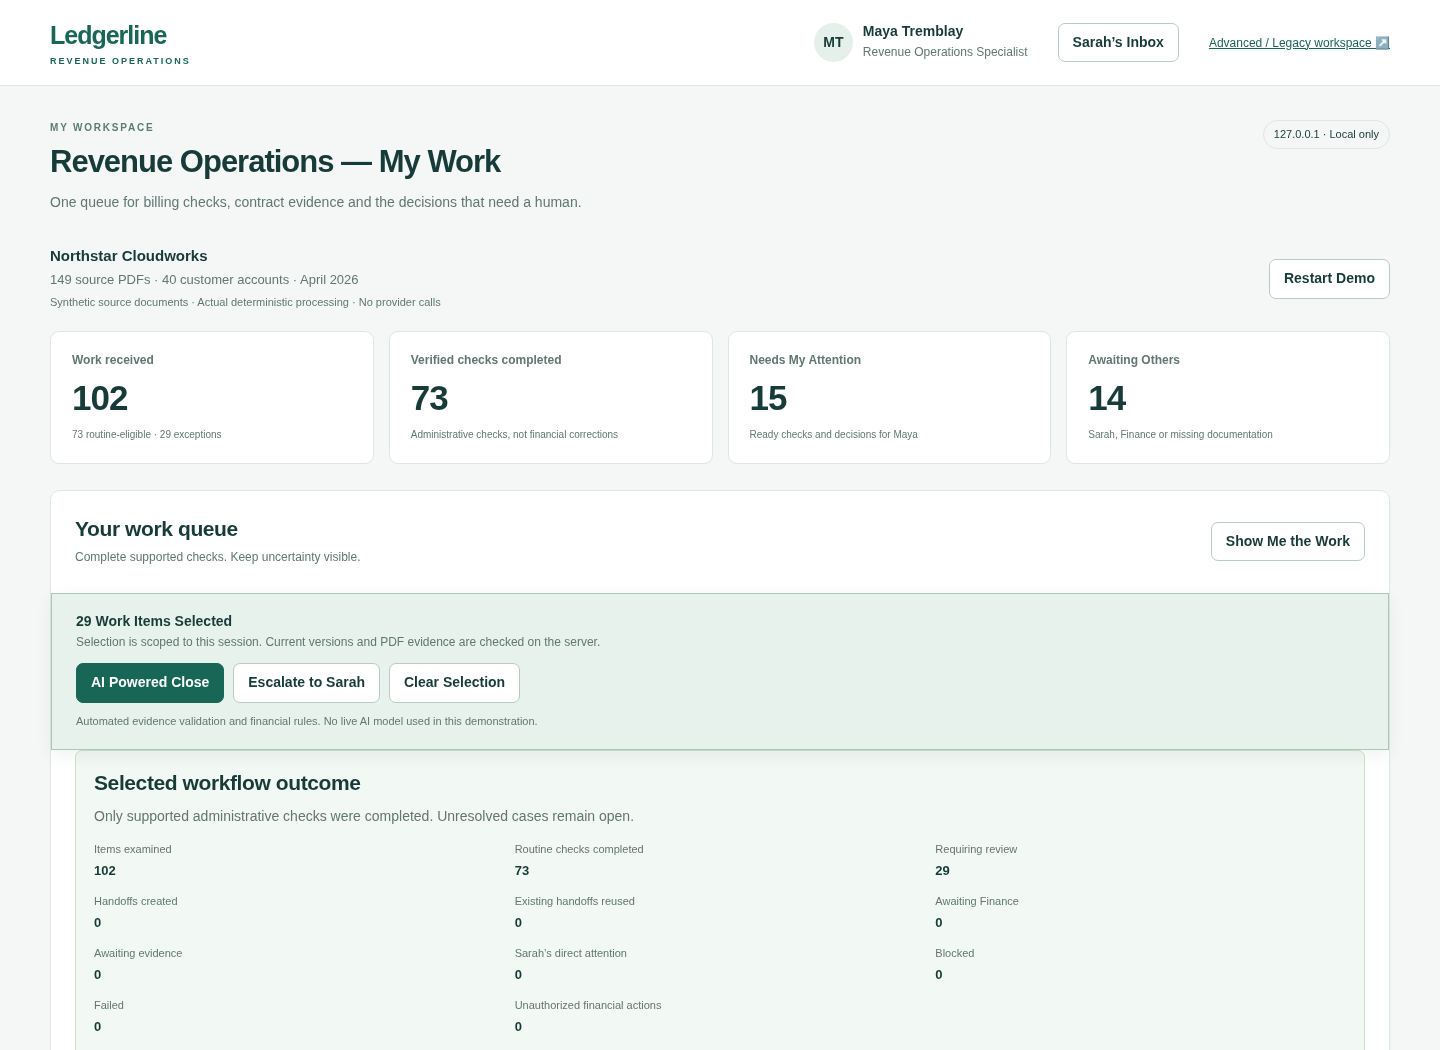 Ledgerline
REVENUE OPERATIONS
MT
Maya Tremblay
Revenue Operations Specialist
Sarah’s Inbox
Advanced / Legacy workspace ↗
MY WORKSPACE
127.0.0.1 · Local only
Revenue Operations — My Work
One queue for billing checks, contract evidence and the decisions that need a human.
Northstar Cloudworks
149 source PDFs · 40 customer accounts · April 2026
Synthetic source documents · Actual deterministic processing · No provider calls
Restart Demo
Work received
102
73 routine-eligible · 29 exceptions
Verified checks completed
73
Administrative checks, not financial corrections
Needs My Attention
15
Ready checks and decisions for Maya
Awaiting Others
14
Sarah, Finance or missing documentation
Your work queue
Complete supported checks. Keep uncertainty visible.
Show Me the Work
29 Work Items Selected
Selection is scoped to this session. Current versions and PDF evidence are checked on the server.
AI Powered Close
Escalate to Sarah
Clear Selection
Automated evidence validation and financial rules. No live AI model used in this demonstration.
Selected workflow outcome
Only supported administrative checks were completed. Unresolved cases remain open.
Items examined
102
Routine checks completed
73
Requiring review
29
Handoffs created
0
Existing handoffs reused
0
Awaiting Finance
0
Awaiting evidence
0
Sarah’s direct attention
0
Blocked
0
Failed
0
Unauthorized financial actions
0